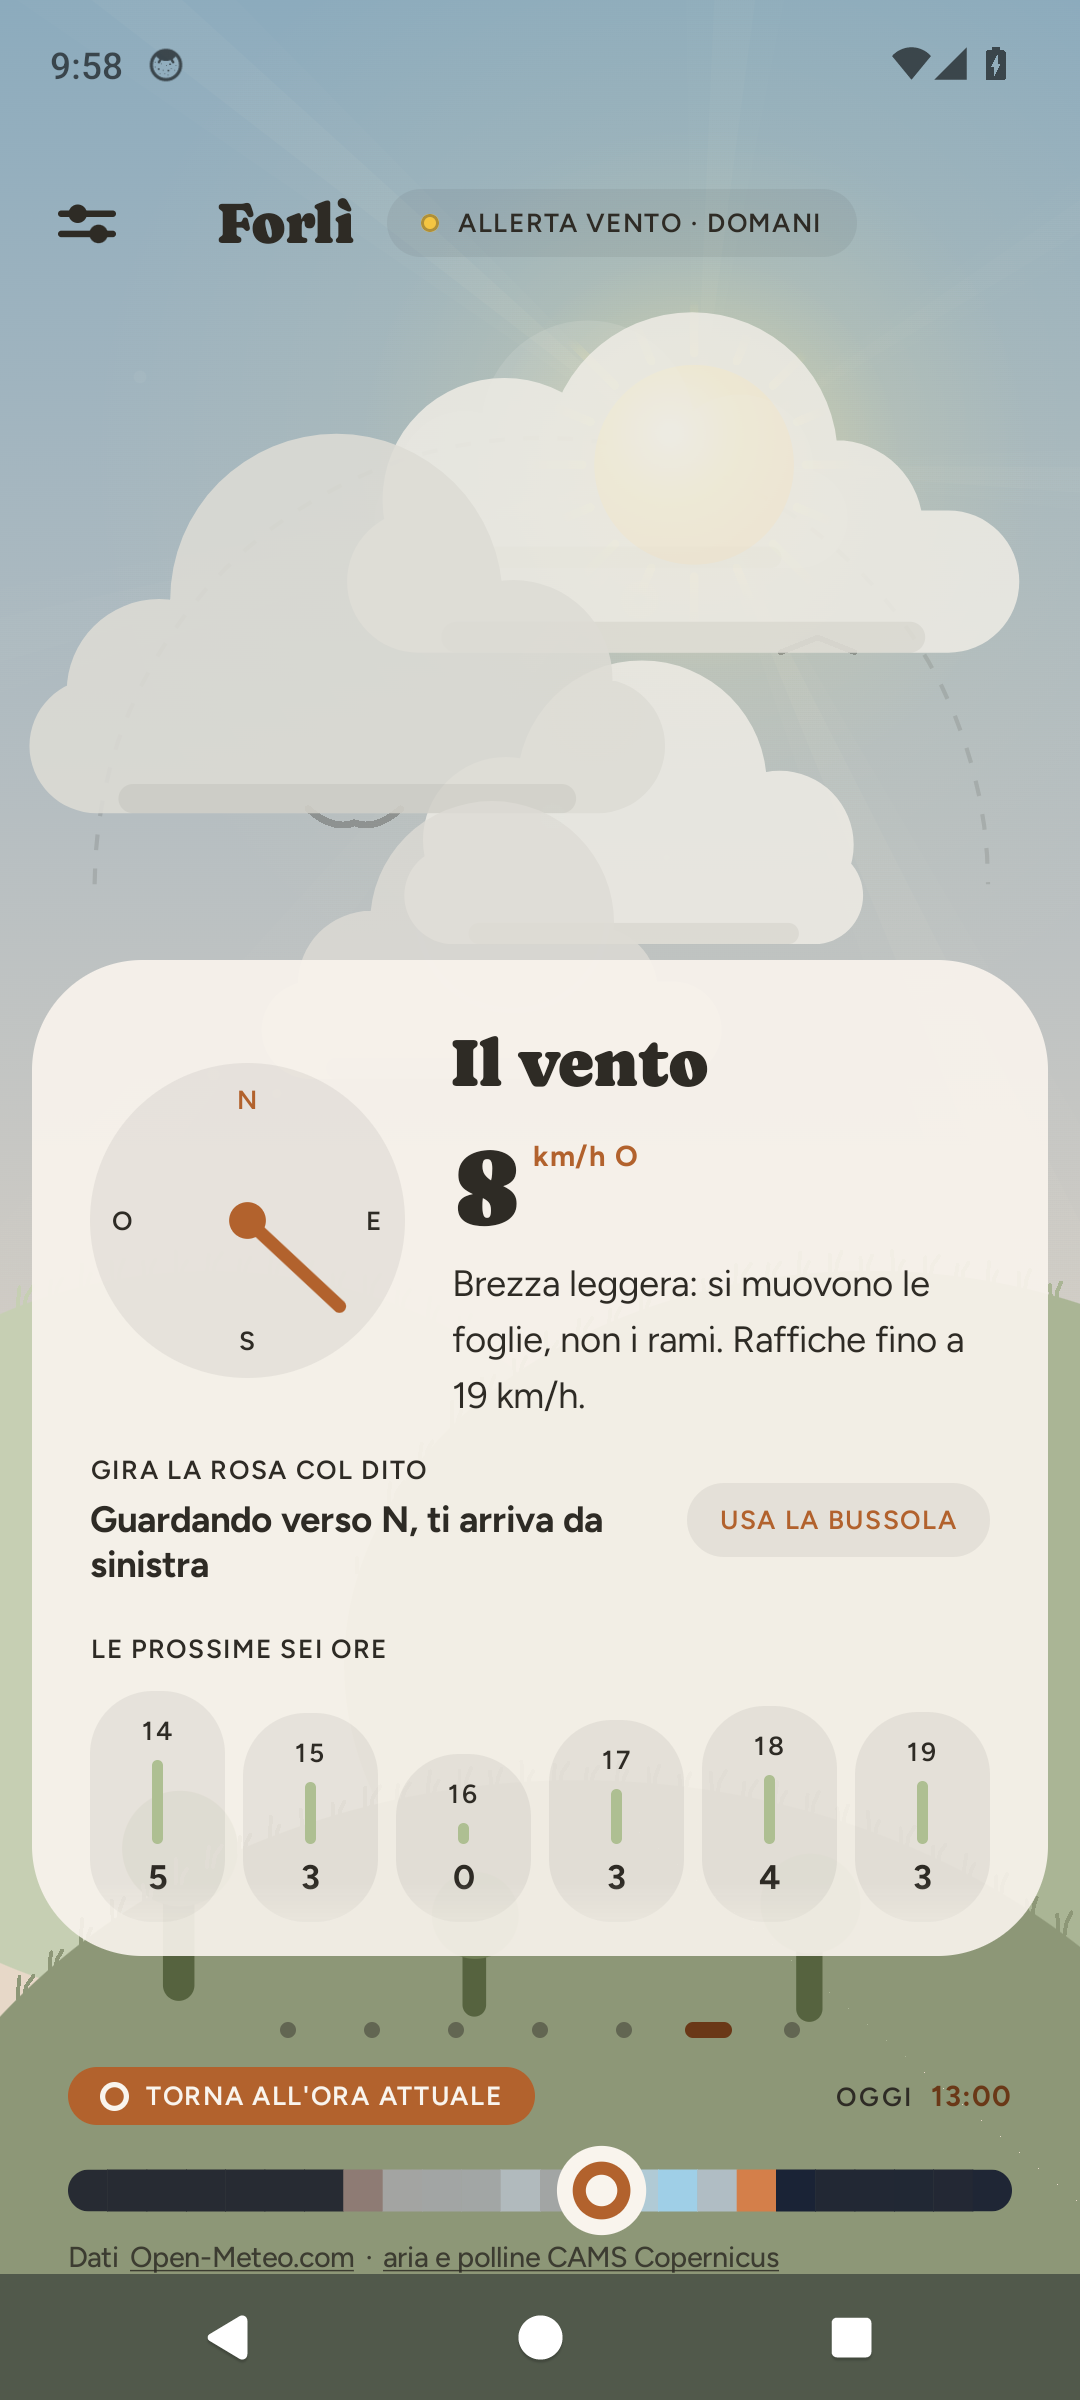 9:58
Forlì
ALLERTA VENTO · DOMANI
Il vento
8 km/h O
Brezza leggera: si muovono le
foglie, non i rami. Raffiche fino a
19 km/h.
N
O
E
S
GIRA LA ROSA COL DITO
Guardando verso N, ti arriva da
sinistra
USA LA BUSSOLA
LE PROSSIME SEI ORE
14 15 16 17 18 19
5 3 0 3 4 3
TORNA ALL'ORA ATTUALE
OGGI 13:00
Dati Open-Meteo.com · aria e polline CAMS Copernicus